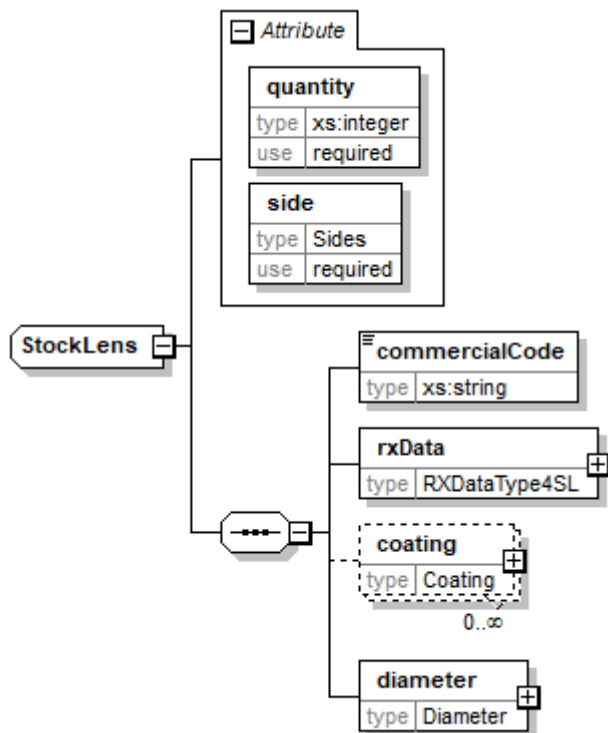 Attribute
quantity
type xs:integer
use required
side
type Sides
use required
StockLens
commercialCode
type xs:string
rxData
type RXDataType4SL
coating
type Coating
0..∞
diameter
type Diameter